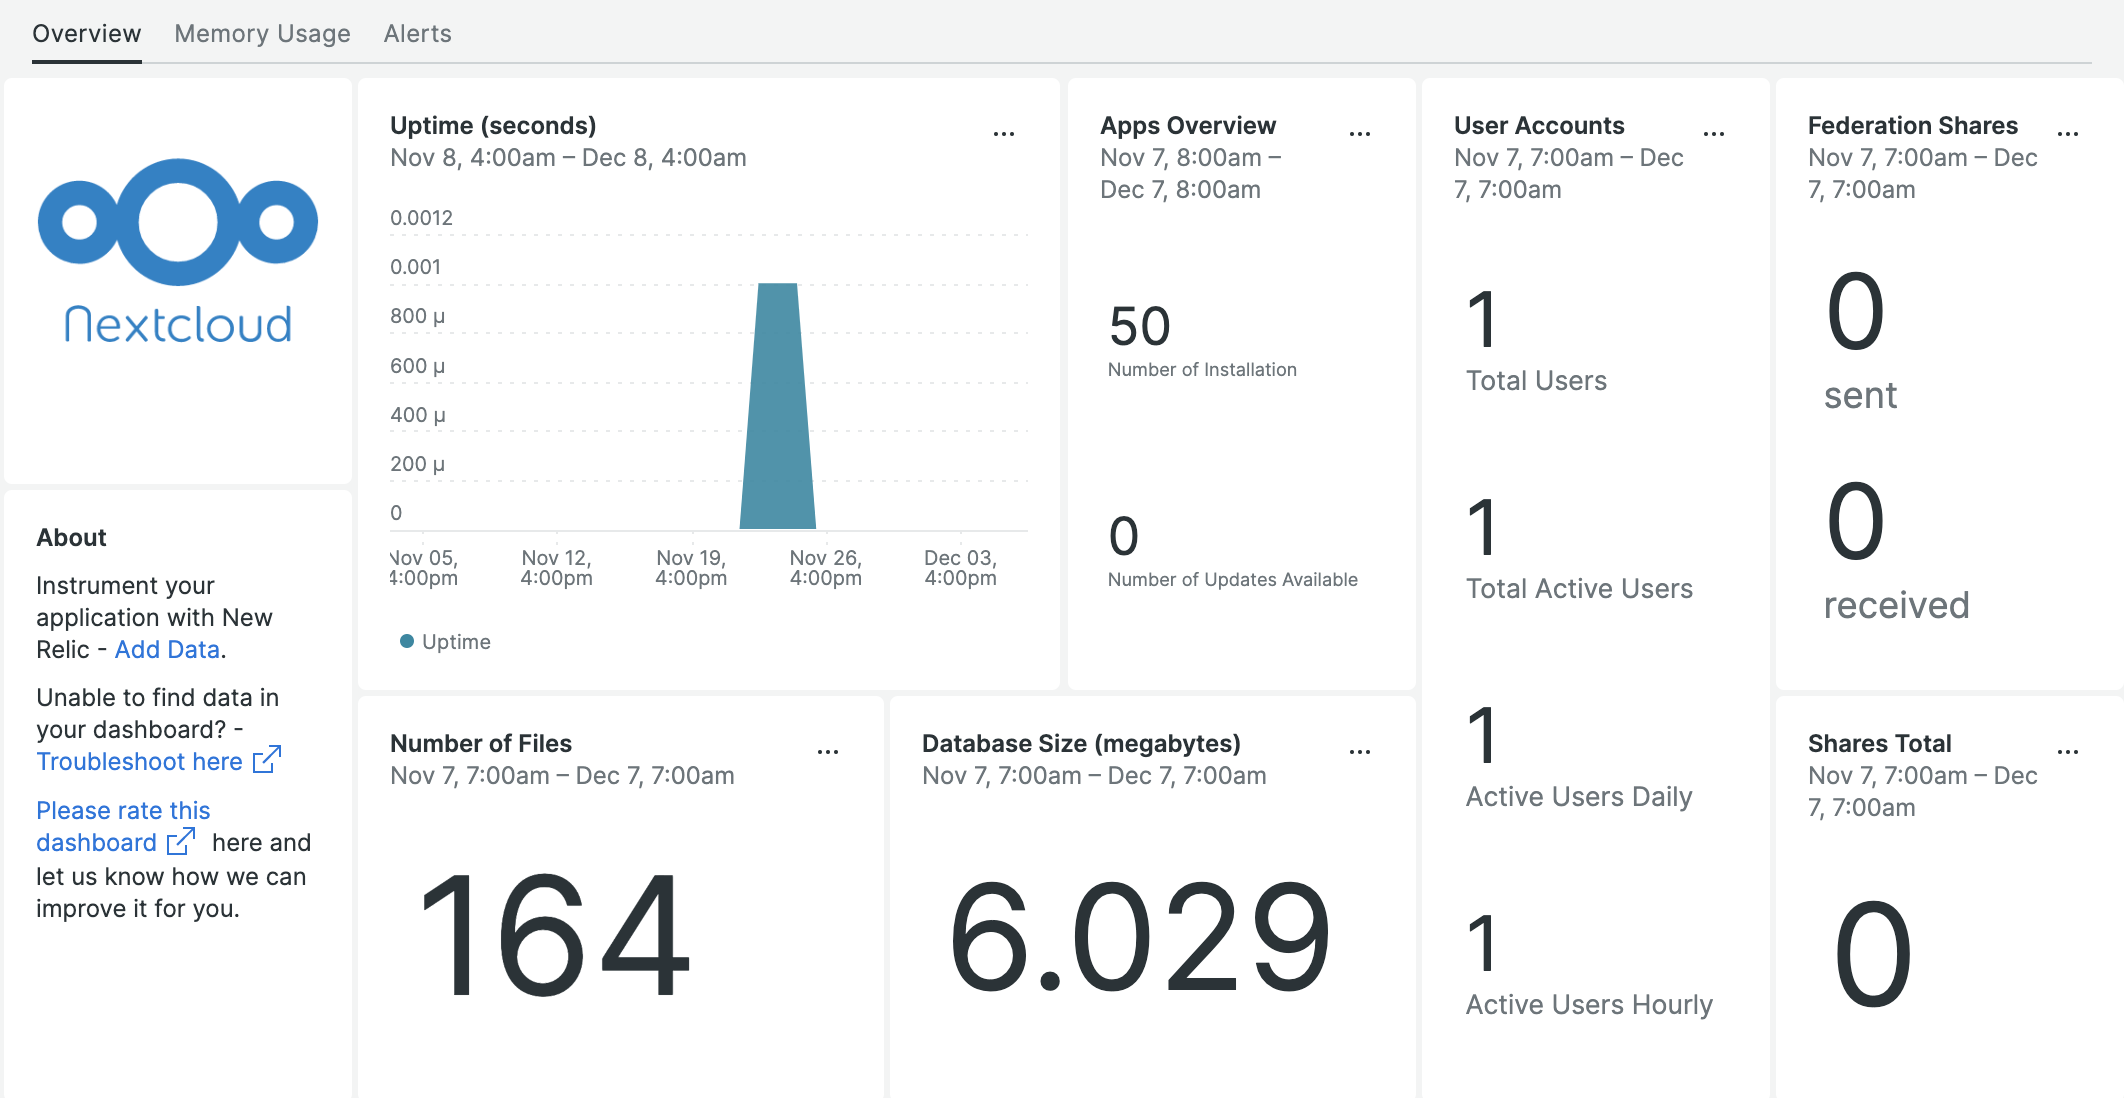 Overview
Memory Usage
Alerts
Nextcloud
About
Instrument your
application with New
Relic - Add Data.
Unable to find data in
your dashboard? -
Troubleshoot here
Please rate this
dashboard here and
let us know how we can
improve it for you.
Uptime (seconds)
...
Nov 8, 4:00am – Dec 8, 4:00am
0.0012
0.001
800 µ
600 µ
400 µ
200 µ
0
Nov 05,
4:00pm
Nov 12,
4:00pm
Nov 19,
4:00pm
Nov 26,
4:00pm
Dec 03,
4:00pm
Uptime
Apps Overview
...
Nov 7, 8:00am –
Dec 7, 8:00am
50
Number of Installation
0
Number of Updates Available
User Accounts
...
Nov 7, 7:00am – Dec
7, 7:00am
1
Total Users
1
Total Active Users
1
Active Users Daily
1
Active Users Hourly
Federation Shares
...
Nov 7, 7:00am – Dec
7, 7:00am
0
sent
0
received
Number of Files
...
Nov 7, 7:00am – Dec 7, 7:00am
164
Database Size (megabytes)
...
Nov 7, 7:00am – Dec 7, 7:00am
6.029
Shares Total
...
Nov 7, 7:00am – Dec
7, 7:00am
0